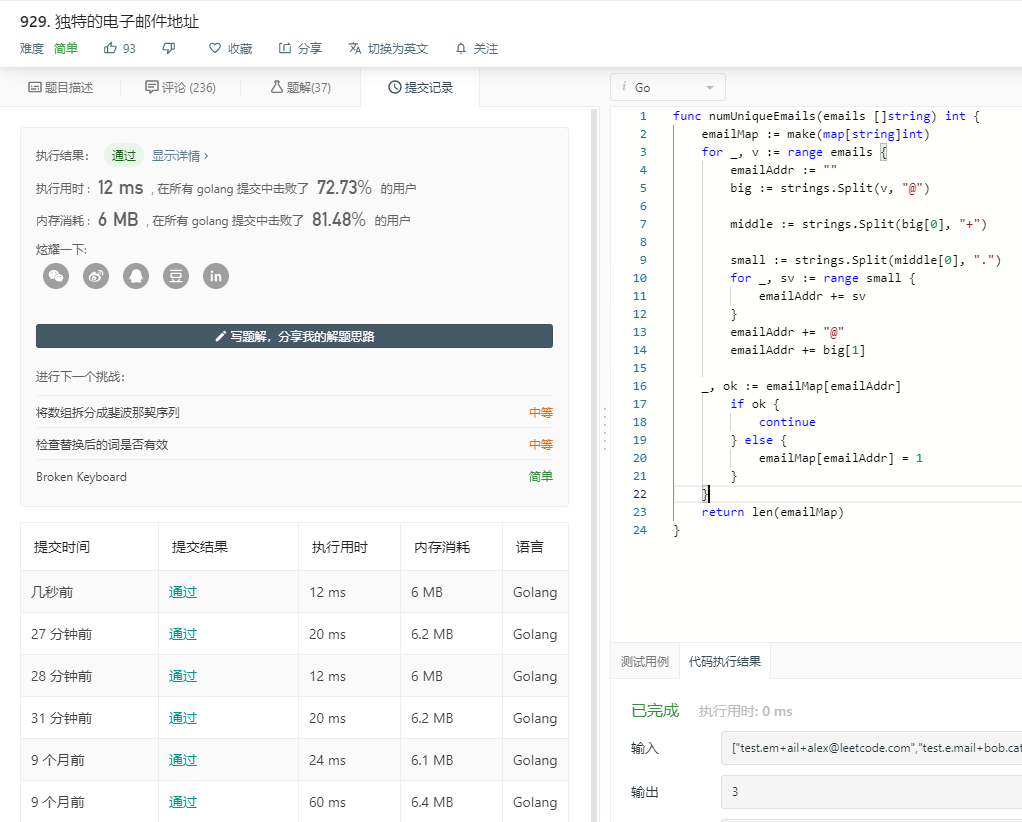 929. 独特的电子邮件地址
难度 简单 93 收藏 分享 切换为英文 关注
题目描述 评论 (236) 题解(37) 提交记录
执行结果： 通过 显示详情 ›
执行用时 : 12 ms , 在所有 golang 提交中击败了 72.73% 的用户
内存消耗 : 6 MB , 在所有 golang 提交中击败了 81.48% 的用户
炫耀一下:
豆 in
写题解，分享我的解题思路
进行下一个挑战：
将数组拆分成斐波那契序列 中等
检查替换后的词是否有效 中等
Broken Keyboard 简单
提交时间 提交结果 执行用时 内存消耗 语言
几秒前 通过 12 ms 6 MB Golang
27 分钟前 通过 20 ms 6.2 MB Golang
28 分钟前 通过 12 ms 6 MB Golang
31 分钟前 通过 20 ms 6.2 MB Golang
9 个月前 通过 24 ms 6.1 MB Golang
9 个月前 通过 60 ms 6.4 MB Golang
i Go
1 func numUniqueEmails(emails []string) int {
2 emailMap := make(map[string]int)
3 for _, v := range emails {
4 emailAddr := ""
5 big := strings.Split(v, "@")
6
7 middle := strings.Split(big[0], "+")
8
9 small := strings.Split(middle[0], ".")
10 for _, sv := range small {
11 emailAddr += sv
12 }
13 emailAddr += "@"
14 emailAddr += big[1]
15
16 _, ok := emailMap[emailAddr]
17 if ok {
18 continue
19 } else {
20 emailMap[emailAddr] = 1
21 }
22 }
23 return len(emailMap)
24 }
测试用例 代码执行结果
已完成 执行用时: 0 ms
输入 ["test.em+ail+alex@leetcode.com","test.e.mail+bob.cat
输出 3